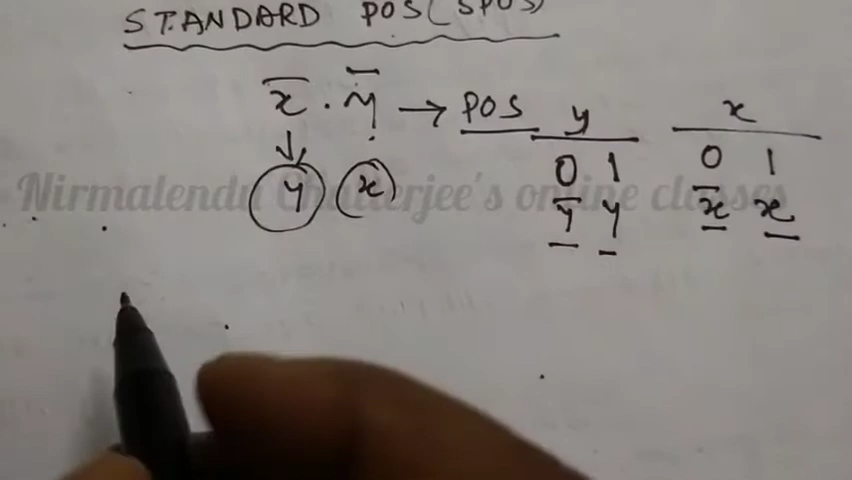 STANDARD POS (SPOS)
x̅ . y̅ → POS y x
↓ 0 1 0 1
y x y̅ y x̅ x
Nirmalendu Chatterjee's online classes